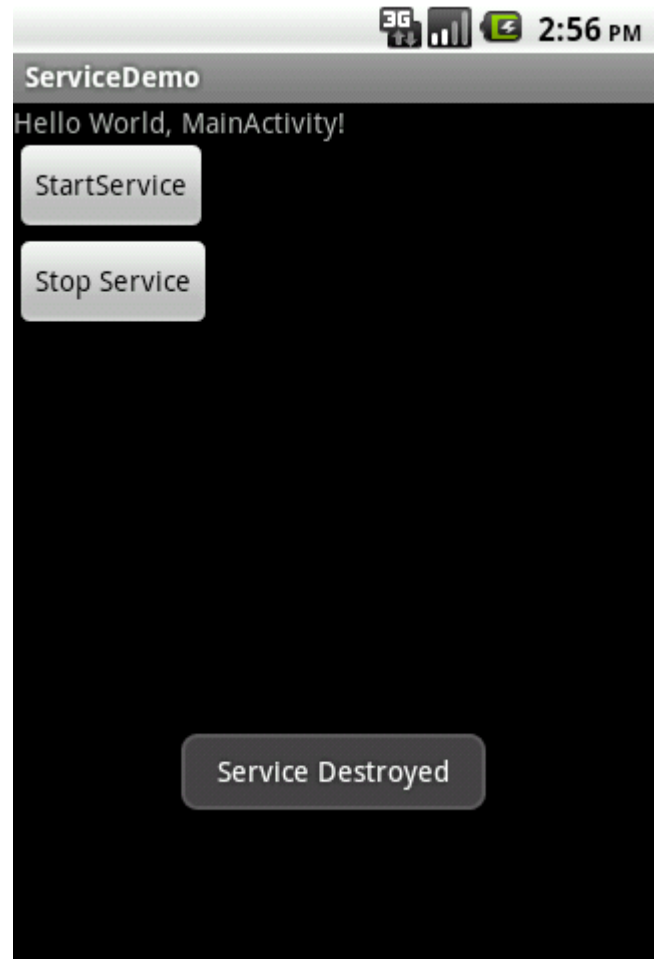 3G 2:56 PM
ServiceDemo
Hello World, MainActivity!
StartService
Stop Service
Service Destroyed